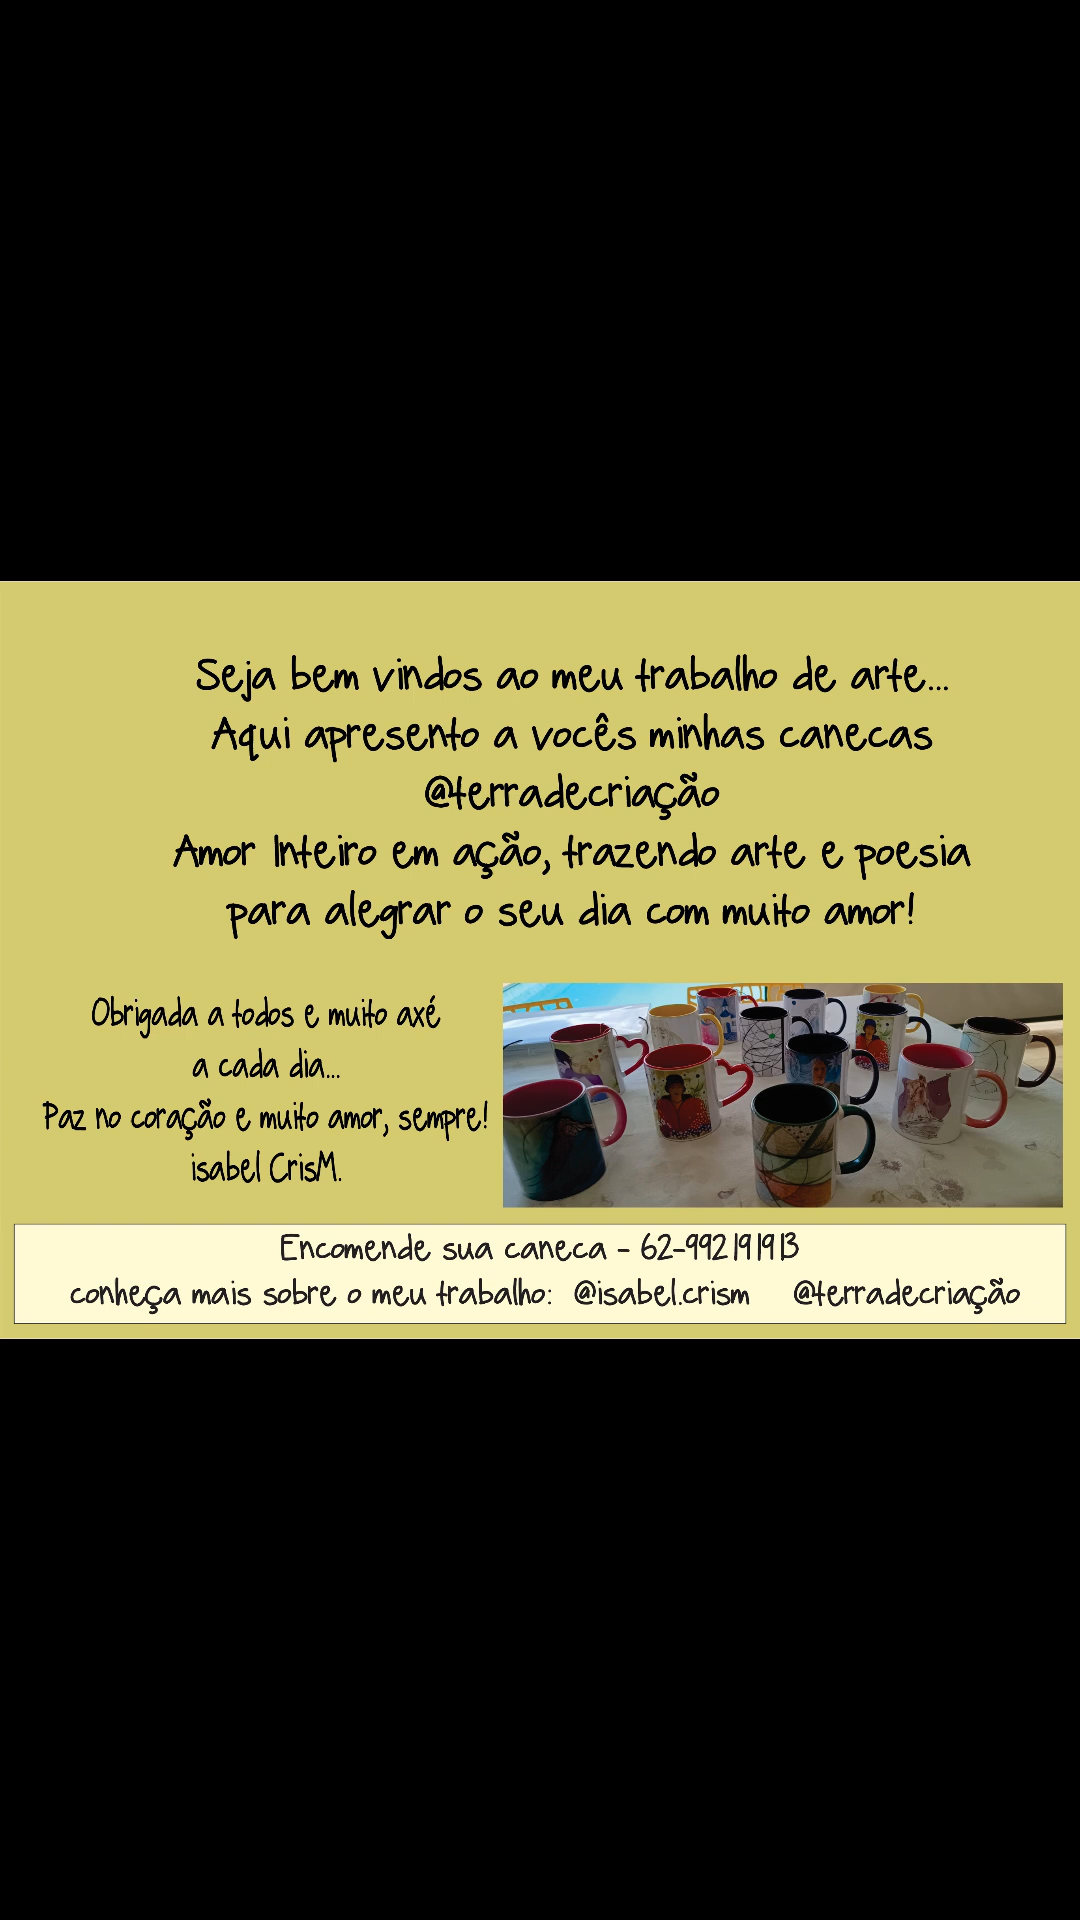 Seja bem vindos ao meu trabalho de arte...
Aqui apresento a vocês minhas canecas
@terradecriação
Amor Inteiro em ação, trazendo arte e poesia
para alegrar o seu dia com muito amor!
Obrigada a todos e muito axé
a cada dia...
Paz no coração e muito amor, sempre!
isabel CrisM.
Encomende sua caneca - 62-992191913
conheça mais sobre o meu trabalho: @isabel.crism @terradecriação